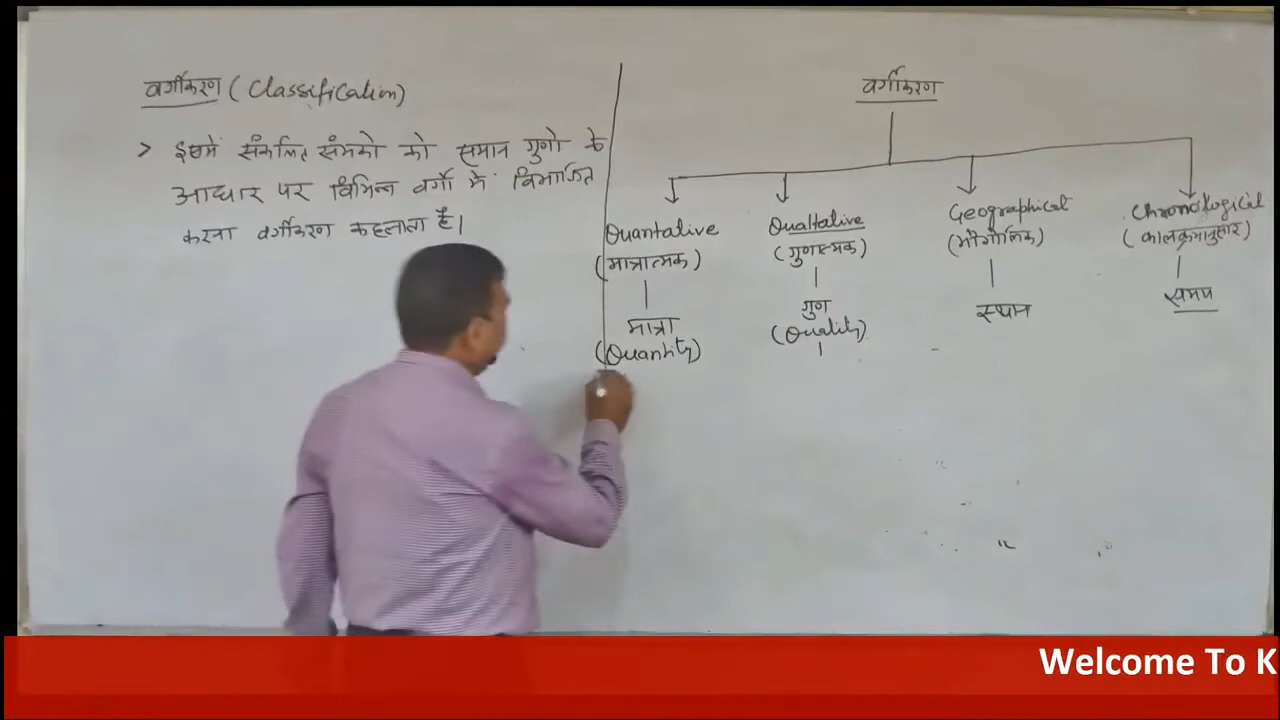 वर्गीकरण (Classification)
> इसमें संकलित संमको को समान गुणो के
आधार पर विभिन्न वर्गो में विभाजित
करना वर्गीकरण कहलाता है।
वर्गीकरण
Quantative
(मात्रात्मक)
मात्रा
(Quantity)
Qualtative
(गुणात्मक)
गुण
(Quality)
Geographical
(भौगोलिक)
स्थान
Chronological
(कालक्रमानुसार)
समय
Welcome To K